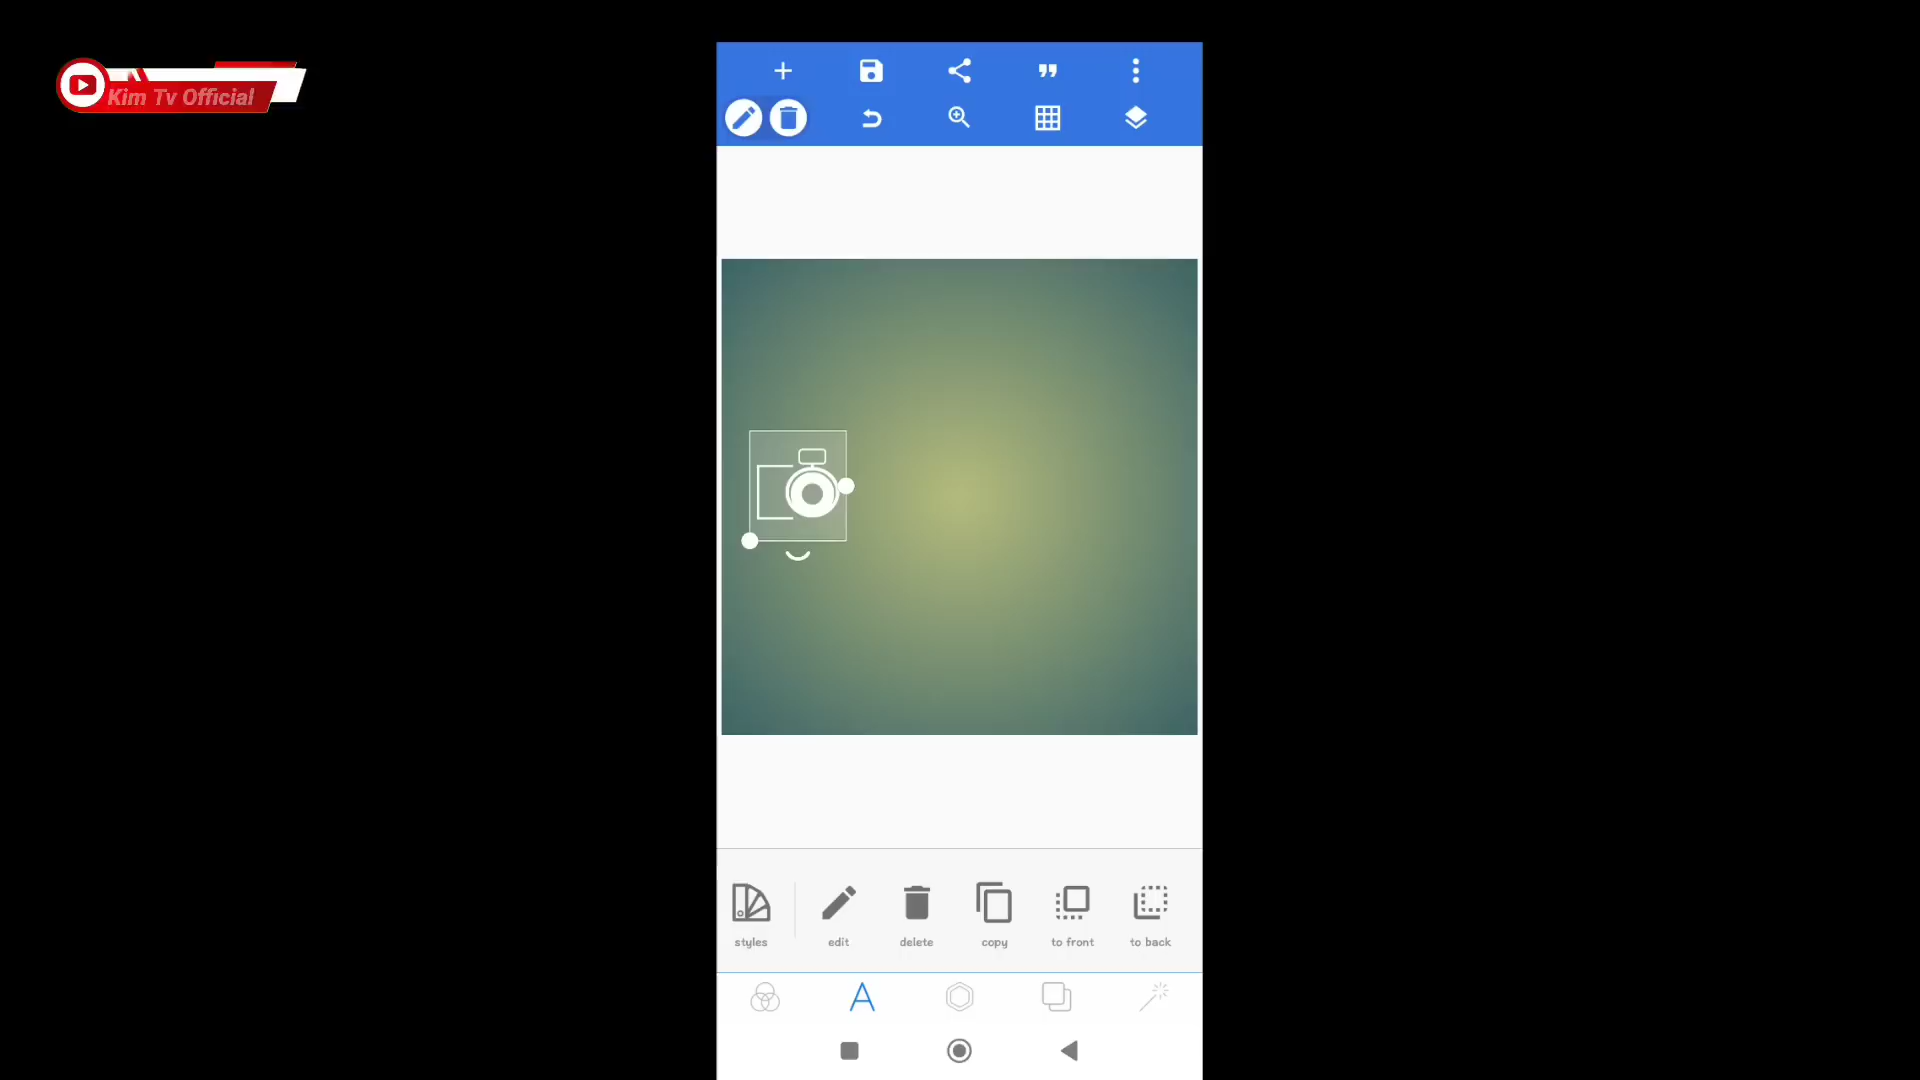 Kim Tv Official
styles
edit
delete
copy
to front
to back